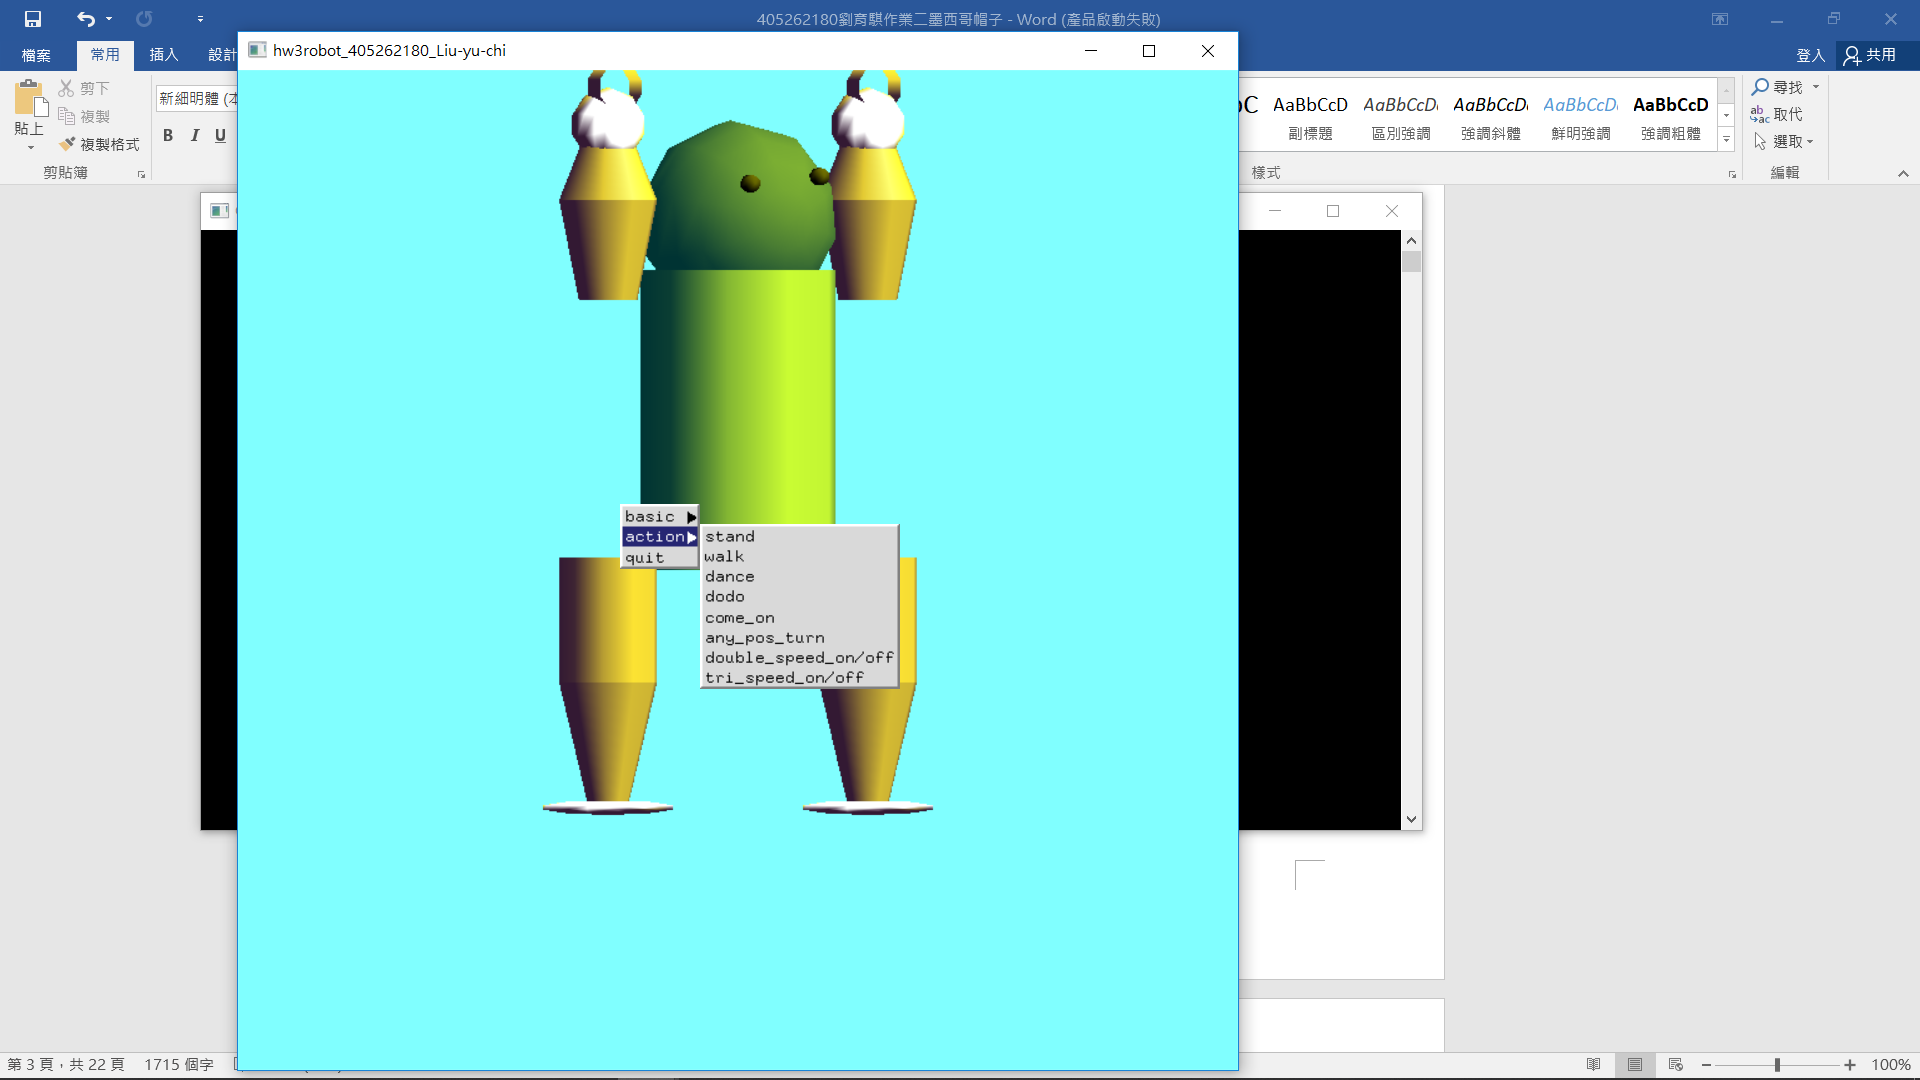 405262180劉育騏作業二墨西哥帽子 - Word (產品啟動失敗)
檔案 常用 插入 設計
登入 共用
hw3robot_405262180_Liu-yu-chi
剪下
複製
複製格式
貼上
剪貼簿
新細明體 (本
B I U
AaBbCcD AaBbCcD AaBbCcD AaBbCcD AaBbCcD
副標題 區別強調 強調斜體 鮮明強調 強調粗體
樣式
尋找
取代
選取
編輯
basic
action
quit
stand
walk
dance
dodo
come_on
any_pos_turn
double_speed_on/off
tri_speed_on/off
第 3 頁,共 22 頁 1715 個字
100%